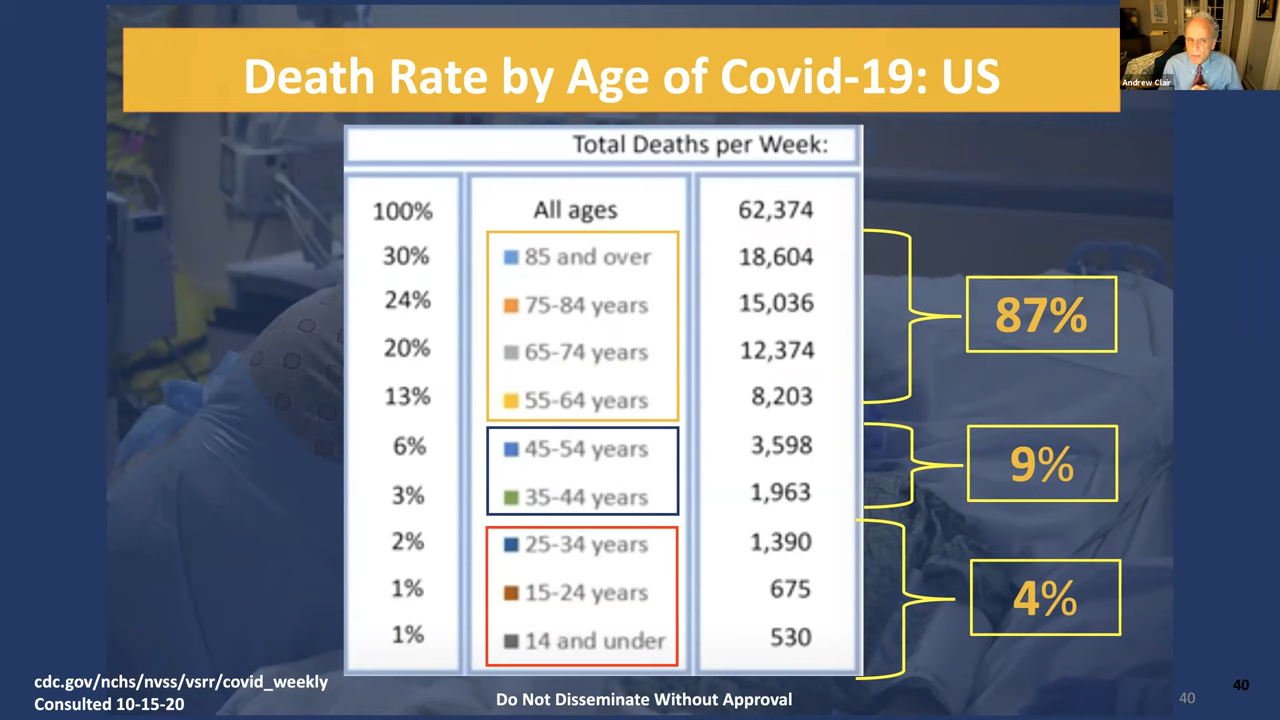 Death Rate by Age of Covid-19: US
Andrew Clair
Total Deaths per Week:
100% All ages 62,374
30% 85 and over 18,604
24% 75-84 years 15,036
20% 65-74 years 12,374
13% 55-64 years 8,203
87%
6% 45-54 years 3,598
3% 35-44 years 1,963
9%
2% 25-34 years 1,390
1% 15-24 years 675
1% 14 and under 530
4%
cdc.gov/nchs/nvss/vsrr/covid_weekly
Consulted 10-15-20
Do Not Disseminate Without Approval
40
40